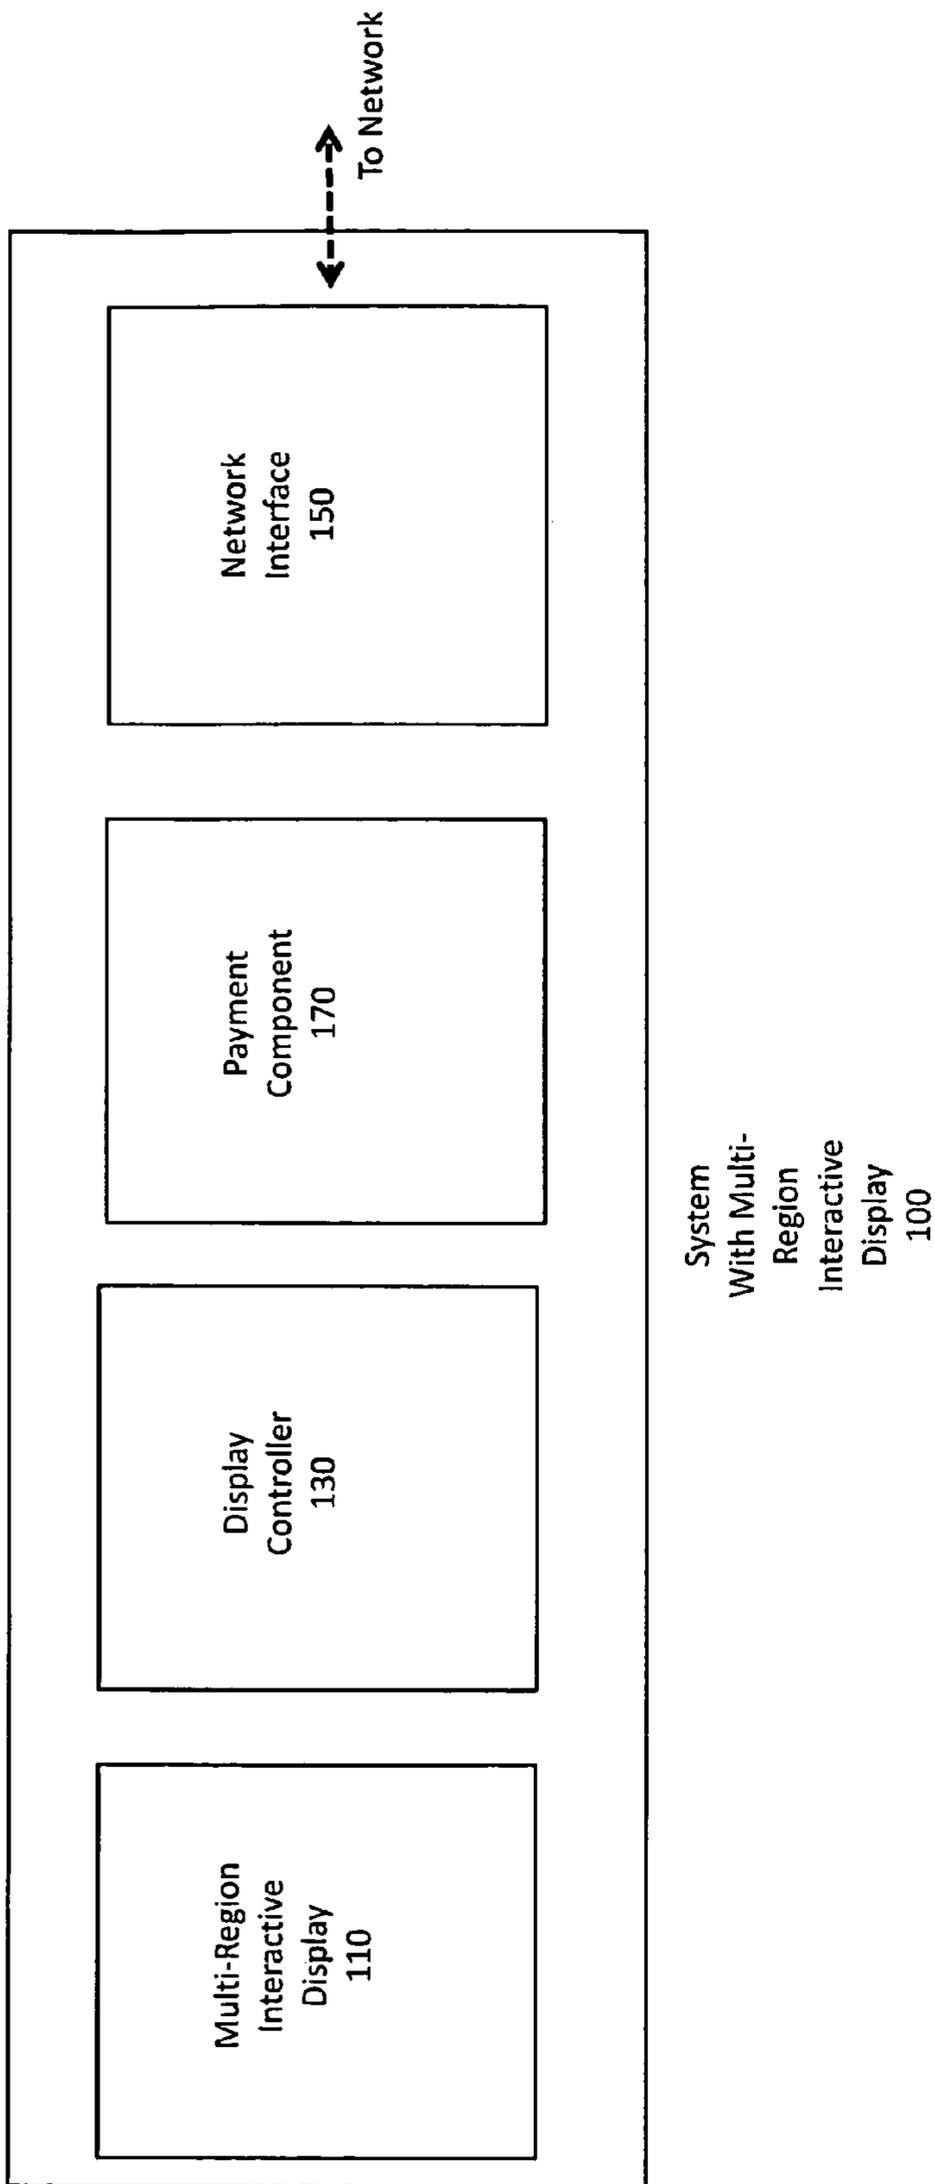 Multi-Region
Interactive
Display
110
Display
Controller
130
Payment
Component
170
Network
Interface
150
To Network
System
With Multi-
Region
Interactive
Display
100